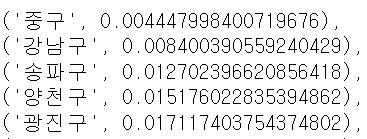 ('중구', 0.004447998400719676),
('강남구', 0.008400390559240429),
('송파구', 0.012702396620856418),
('양천구', 0.015176022835394862),
('광진구', 0.017117403754374802),